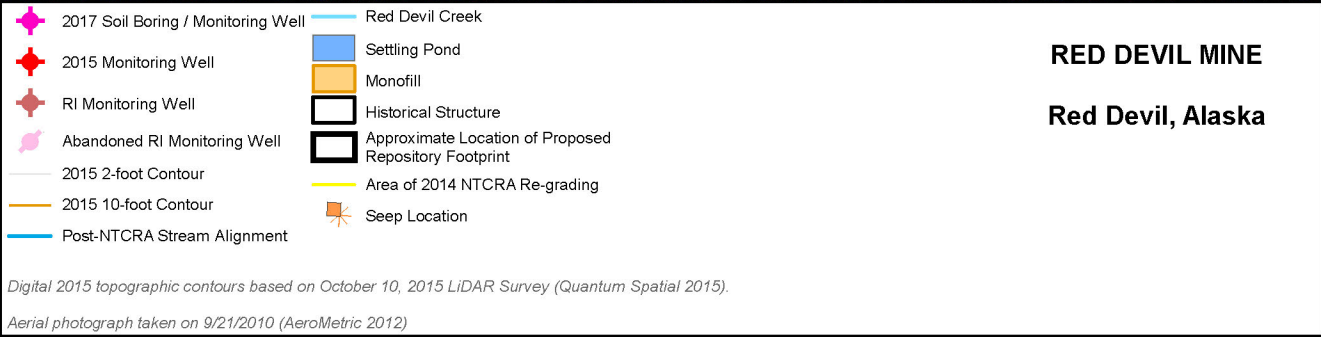 2017 Soil Boring / Monitoring Well
2015 Monitoring Well
RI Monitoring Well
Abandoned RI Monitoring Well
2015 2-foot Contour
2015 10-foot Contour
Post-NTCRA Stream Alignment
Red Devil Creek
Settling Pond
Monofill
Historical Structure
Approximate Location of Proposed
Repository Footprint
Area of 2014 NTCRA Re-grading
Seep Location
RED DEVIL MINE
Red Devil, Alaska
Digital 2015 topographic contours based on October 10, 2015 LiDAR Survey (Quantum Spatial 2015).
Aerial photograph taken on 9/21/2010 (AeroMetric 2012)